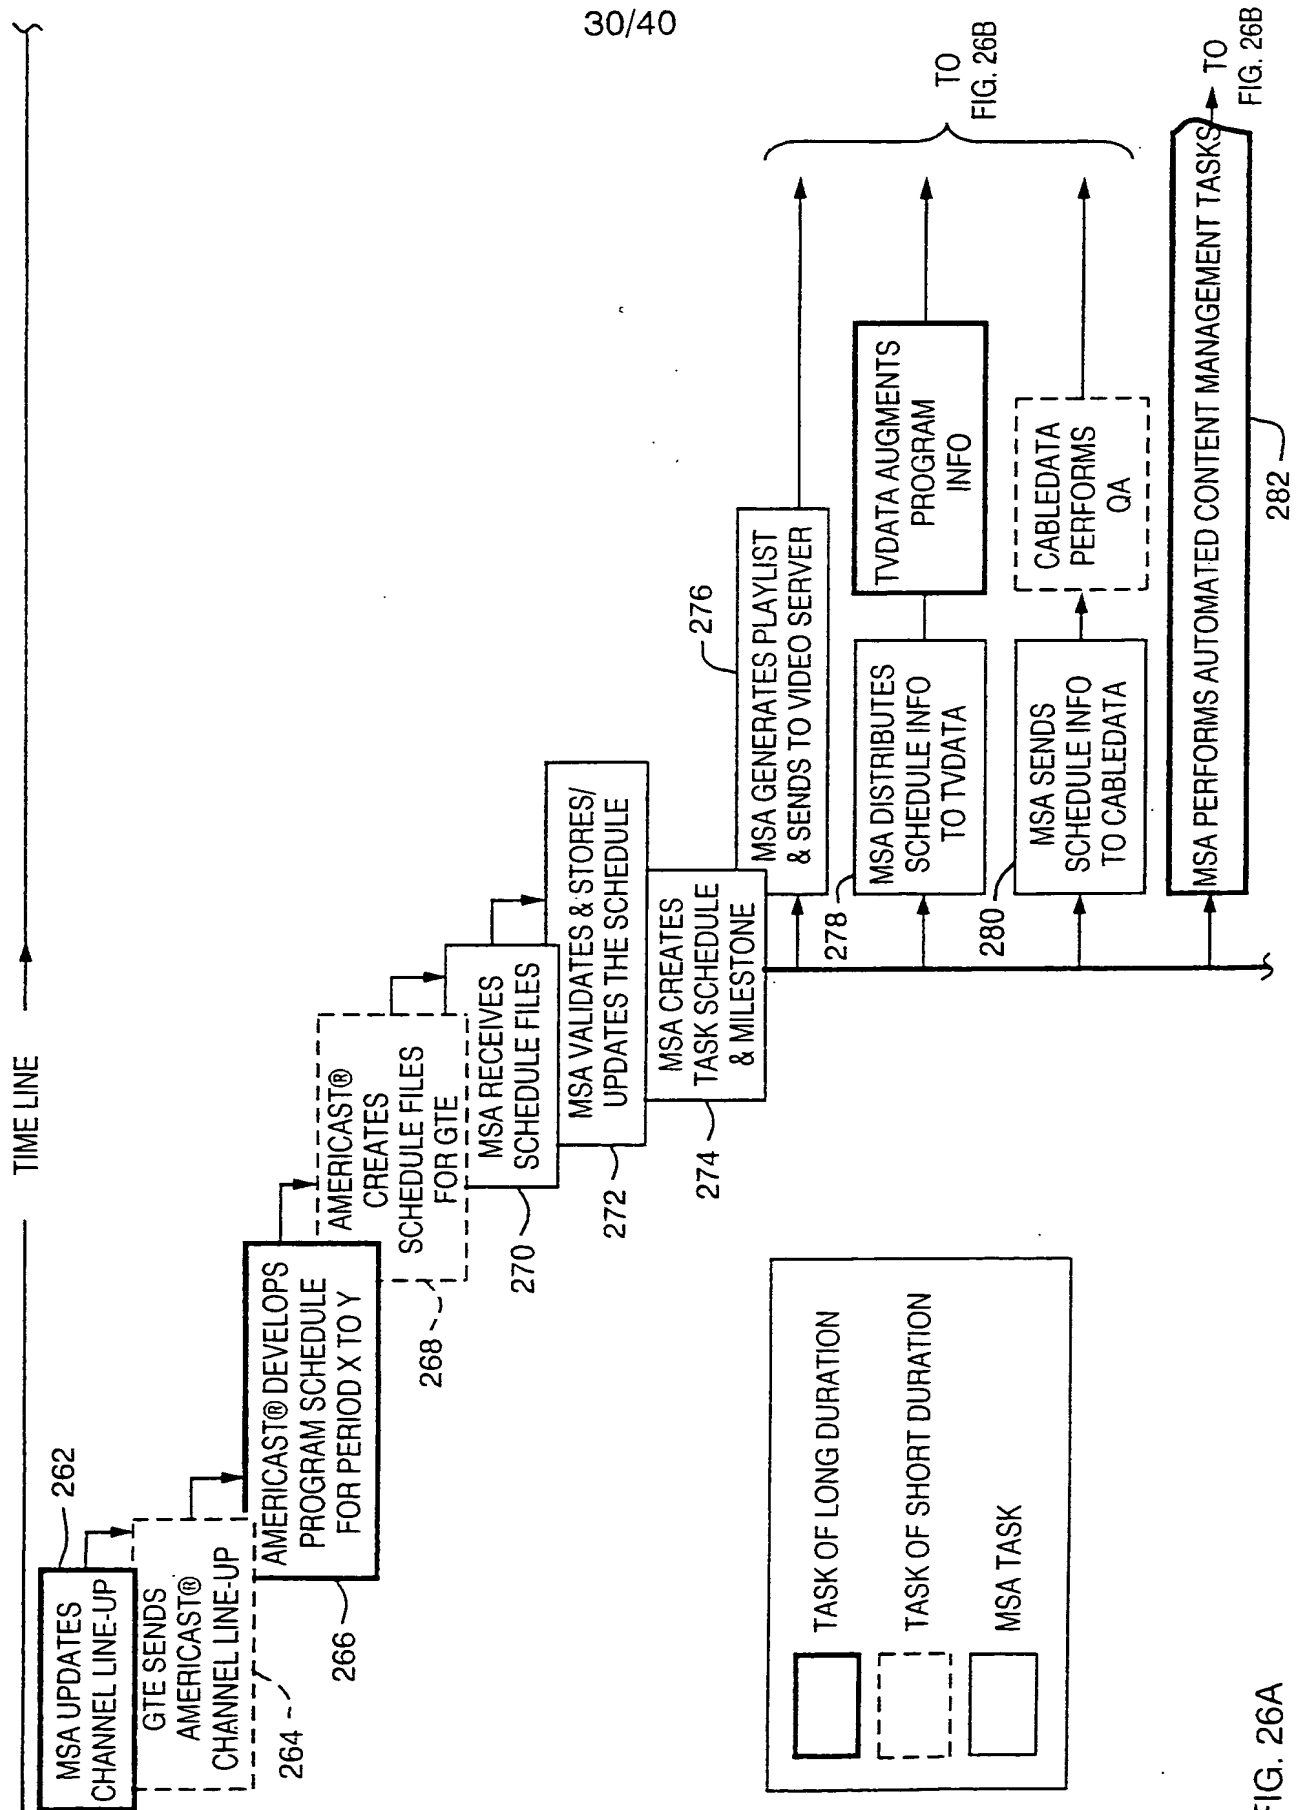 30/40
TIME LINE
MSA UPDATES
CHANNEL LINE-UP
262
GTE SENDS
AMERICAST®
CHANNEL LINE-UP
264
AMERICAST® DEVELOPS
PROGRAM SCHEDULE
FOR PERIOD X TO Y
266
AMERICAST®
CREATES
SCHEDULE FILES
FOR GTE
268
MSA RECEIVES
SCHEDULE FILES
270
MSA VALIDATES & STORES/
UPDATES THE SCHEDULE
272
MSA CREATES
TASK SCHEDULE
& MILESTONE
274
MSA GENERATES PLAYLIST
& SENDS TO VIDEO SERVER
276
MSA DISTRIBUTES
SCHEDULE INFO
TO TVDATA
278
TVDATA AUGMENTS
PROGRAM
INFO
MSA SENDS
SCHEDULE INFO
TO CABLEDATA
280
CABLEDATA
PERFORMS
QA
TO
FIG. 26B
MSA PERFORMS AUTOMATED CONTENT MANAGEMENT TASKS
282
TO
FIG. 26B
TASK OF LONG DURATION
TASK OF SHORT DURATION
MSA TASK
FIG. 26A